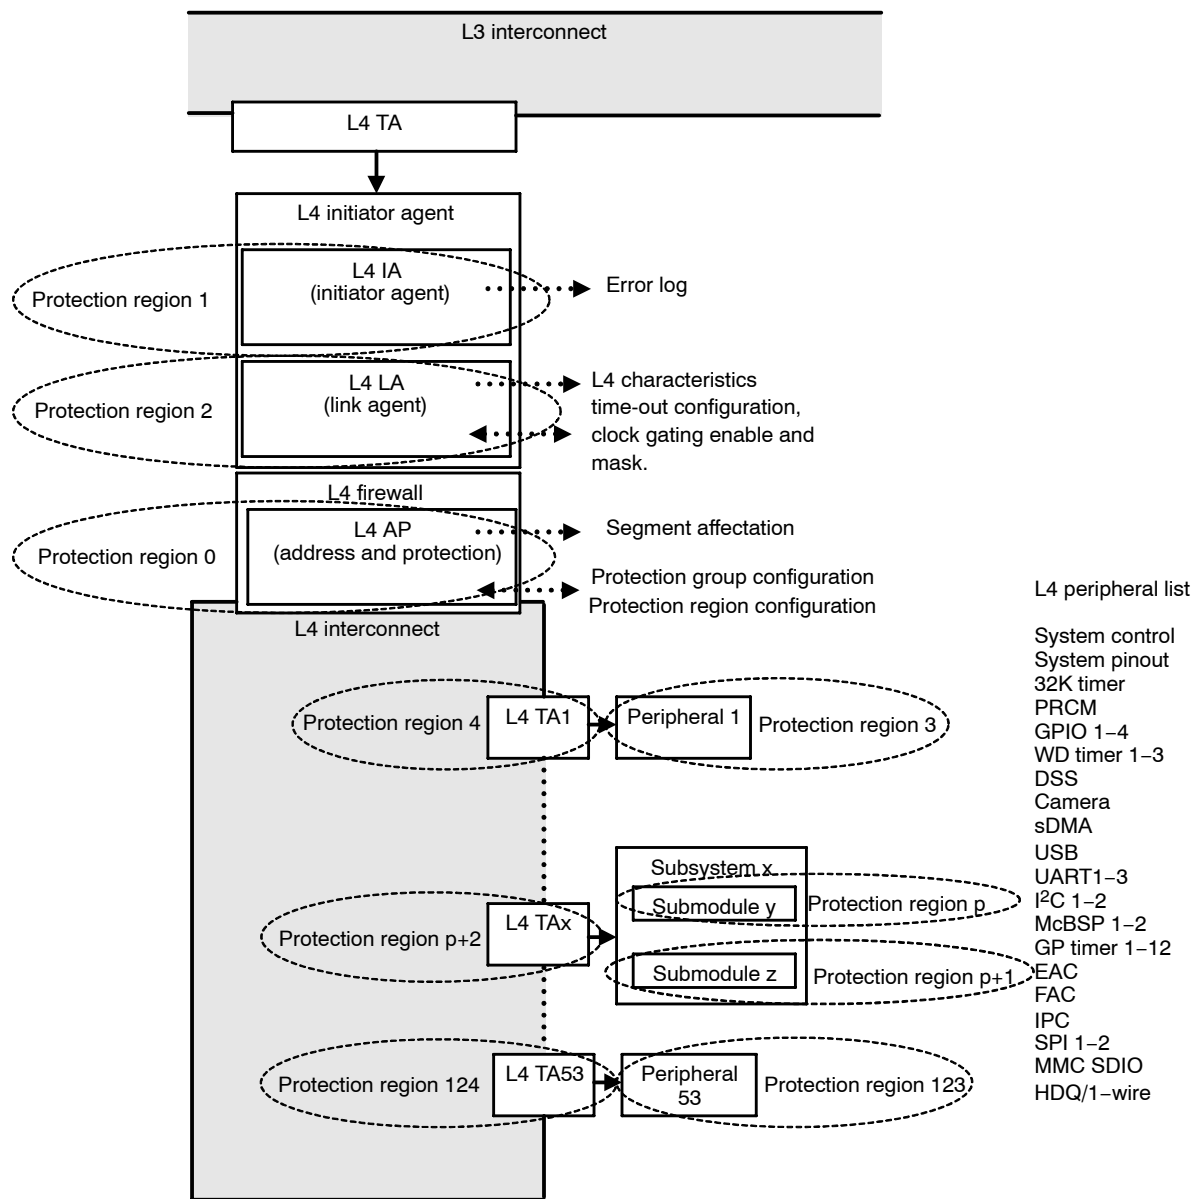 L3 interconnect
L4 TA
L4 initiator agent
L4 IA
(initiator agent)
Protection region 1
Error log
L4 LA
(link agent)
Protection region 2
L4 characteristics
time-out configuration,
clock gating enable and
mask.
L4 firewall
L4 AP
(address and protection)
Protection region 0
Segment affectation
Protection group configuration
Protection region configuration
L4 interconnect
Protection region 4
L4 TA1
Peripheral 1
Protection region 3
Subsystem x
Submodule y
Protection region p
Protection region p+2
L4 TAx
Submodule z
Protection region p+1
Protection region 124
L4 TA53
Peripheral
53
Protection region 123
L4 peripheral list
System control
System pinout
32K timer
PRCM
GPIO 1−4
WD timer 1−3
DSS
Camera
sDMA
USB
UART1−3
I²C 1−2
McBSP 1−2
GP timer 1−12
EAC
FAC
IPC
SPI 1−2
MMC SDIO
HDQ/1−wire